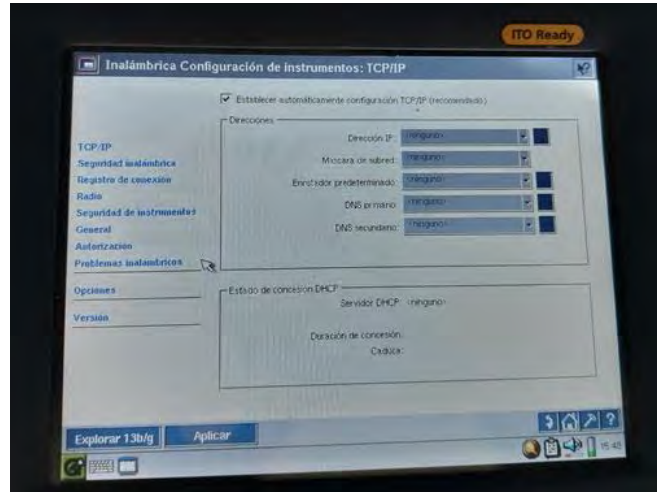 ITO Ready
Inalámbrica Configuración de instrumentos: TCP/IP
Establecer automáticamente configuración TCP/IP (recomendado)
Direcciones
Dirección IP: <ninguno>
Máscara de subred: <ninguno>
Enrutador predeterminado: <ninguno>
DNS primario: <ninguno>
DNS secundario: <ninguno>
TCP/IP
Seguridad inalámbrica
Registro de conexión
Radio
Seguridad de instrumentos
General
Autorización
Problemas inalámbricos
Opciones
Versión
Estado de concesión DHCP
Servidor DHCP: <ninguno>
Duración de concesión:
Caduca:
Explorar 13b/g
Aplicar
?
15:48